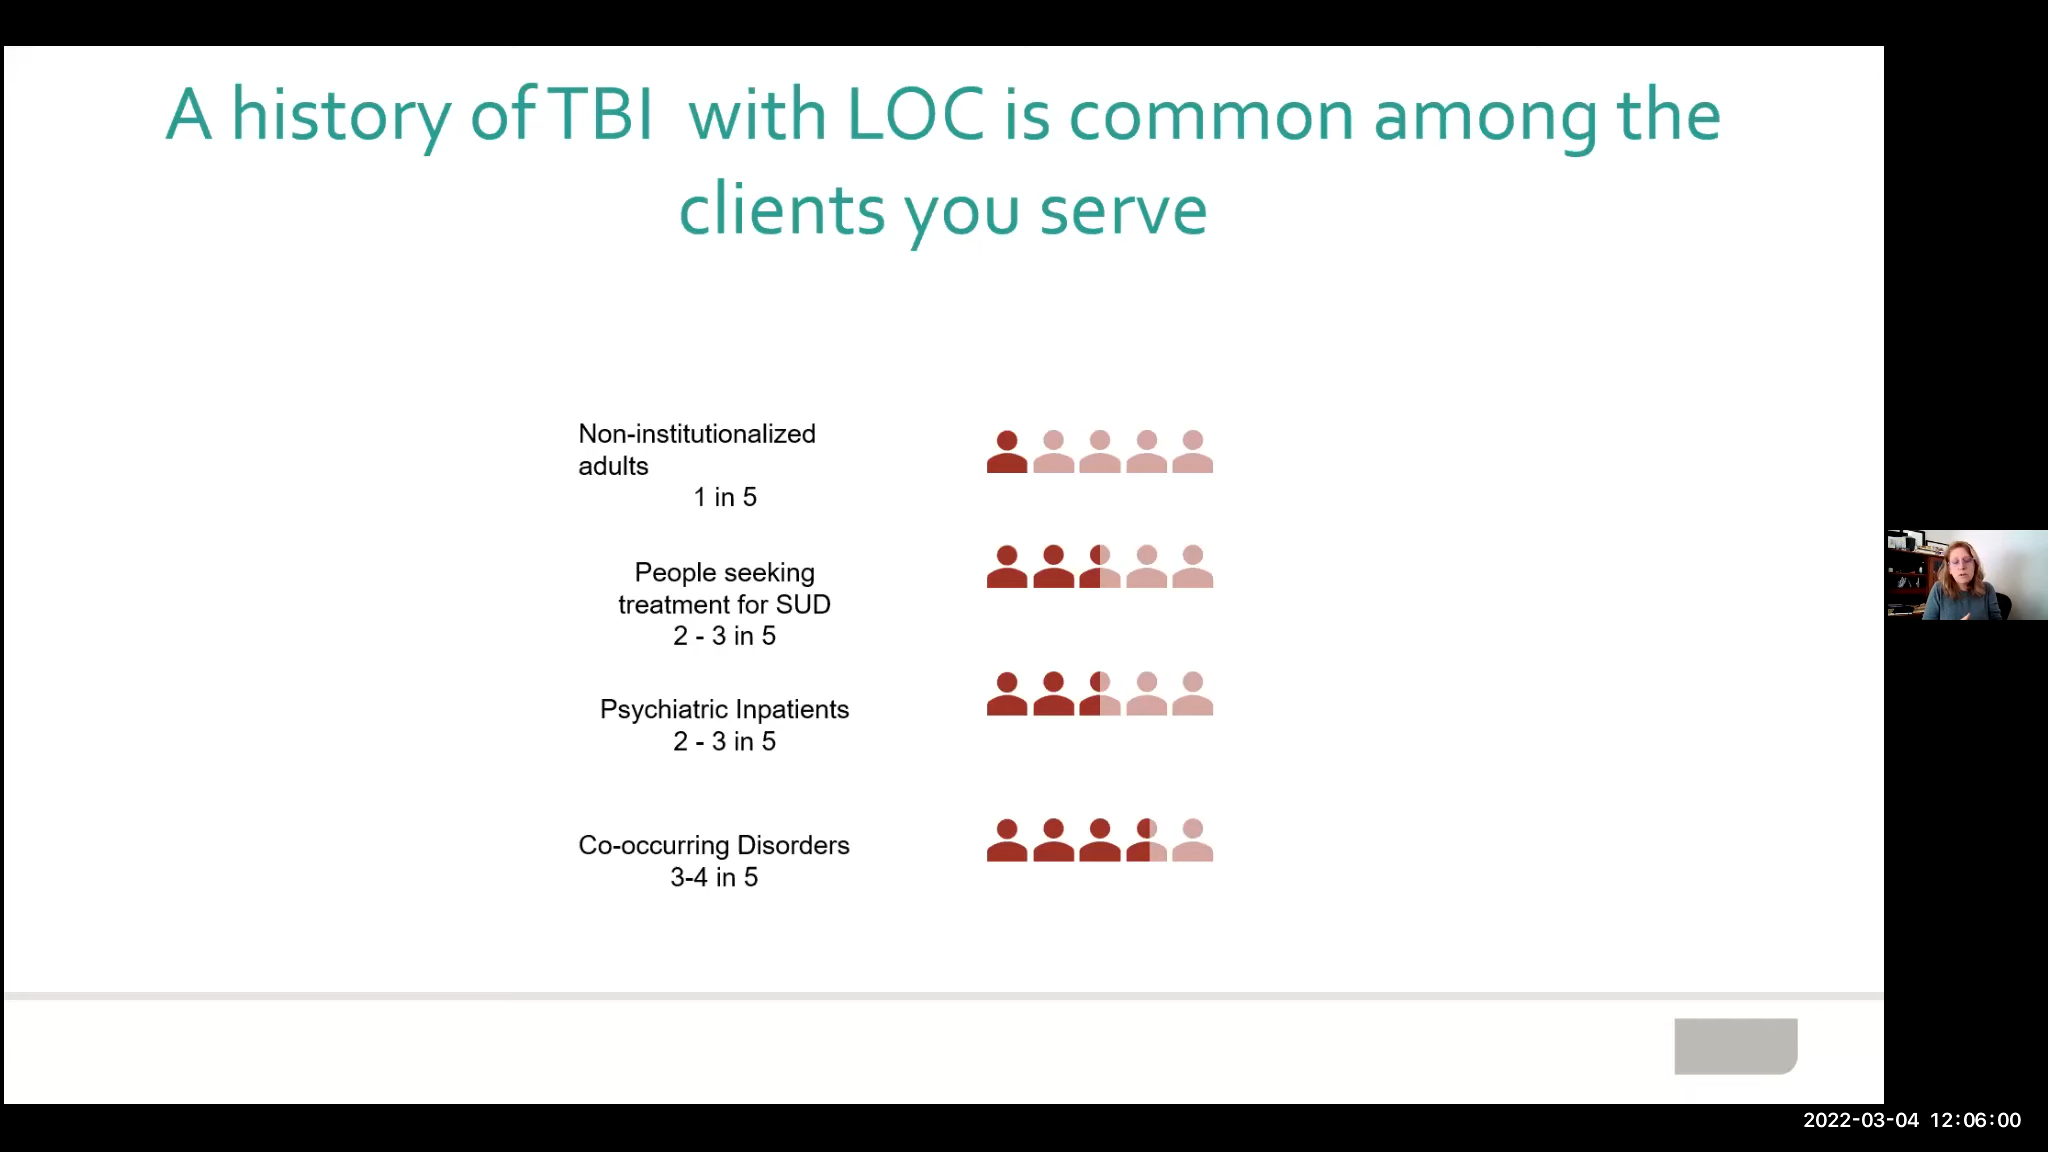 A history of TBI  with LOC is common among the
clients you serve
Non-institutionalized
adults
1 in 5
People seeking
treatment for SUD
2 - 3 in 5
Psychiatric Inpatients
2 - 3 in 5
Co-occurring Disorders
3-4 in 5
2022-03-04 12:06:00